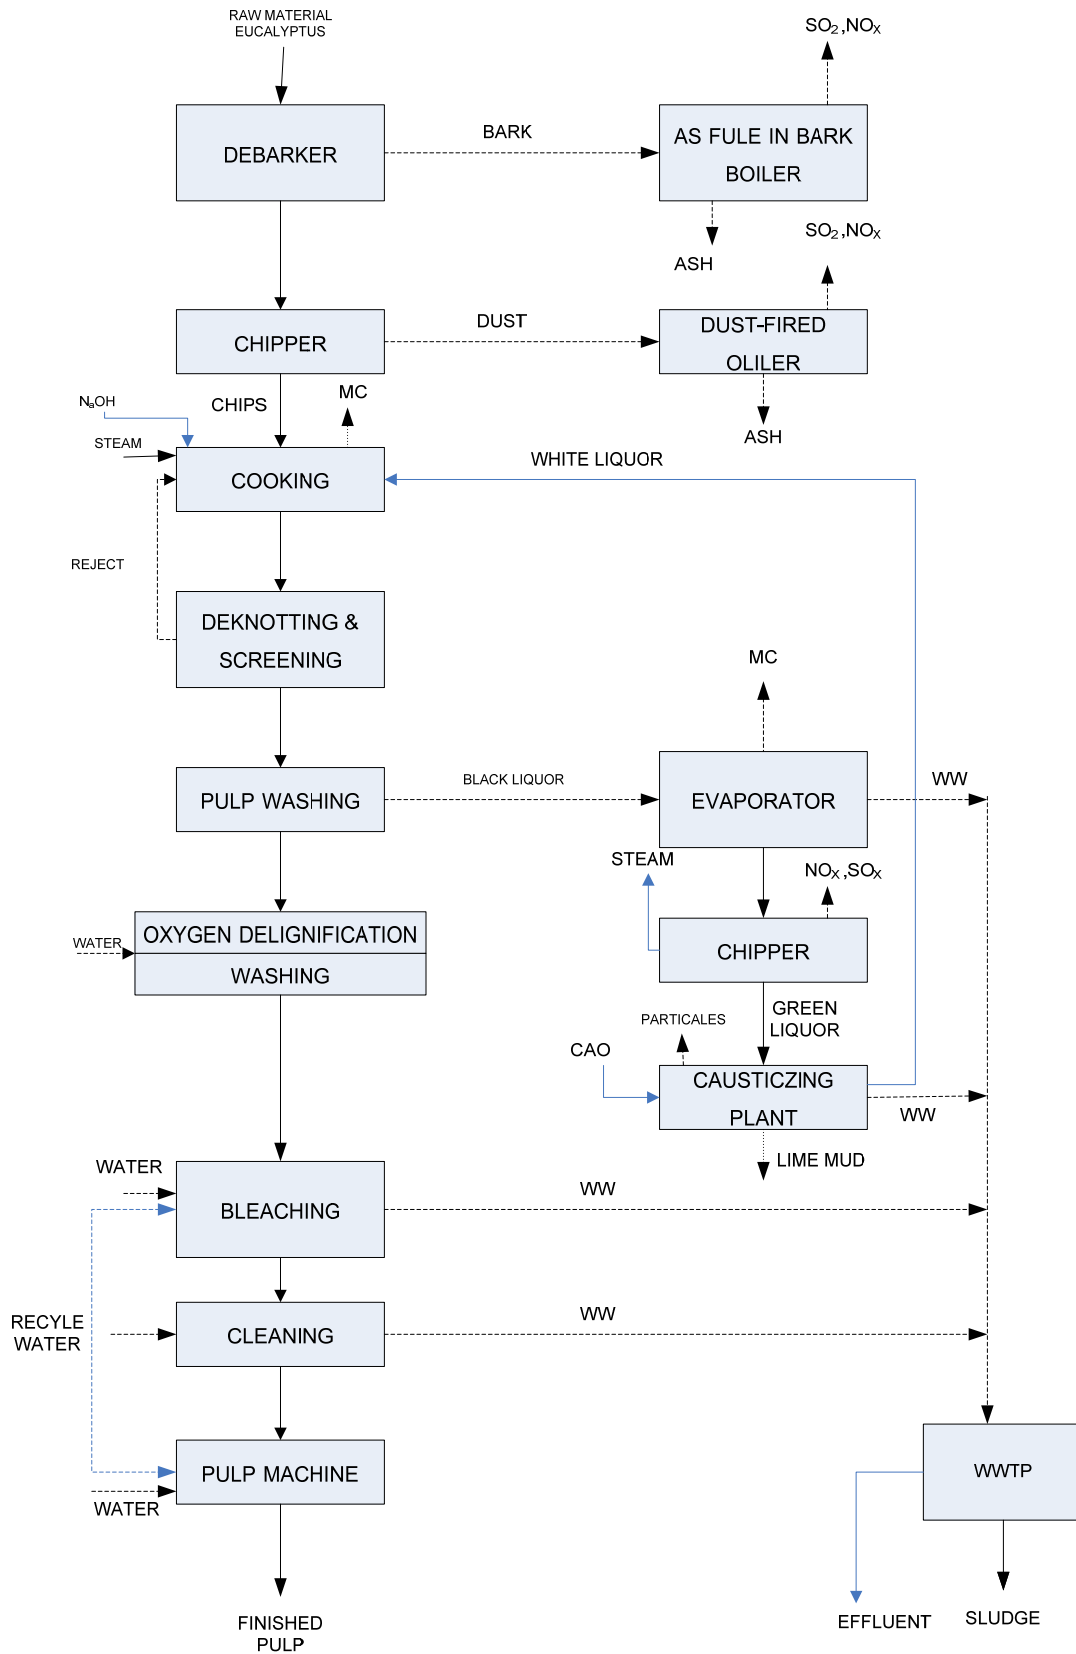 RAW MATERIAL
EUCALYPTUS
SO₂,NOₓ
DEBARKER
BARK
AS FULE IN BARK
BOILER
ASH
SO₂,NOₓ
CHIPPER
DUST
DUST-FIRED
OLILER
ASH
NₐOH
CHIPS
MC
STEAM
COOKING
WHITE LIQUOR
REJECT
DEKNOTTING &
SCREENING
MC
PULP WASHING
BLACK LIQUOR
EVAPORATOR
WW
STEAM
NOₓ,SOₓ
OXYGEN DELIGNIFICATION
WATER
WASHING
CHIPPER
GREEN
LIQUOR
PARTICALES
CAO
CAUSTICZING
PLANT
WW
LIME MUD
WATER
BLEACHING
WW
RECYLE
WATER
CLEANING
WW
PULP MACHINE
WATER
WWTP
FINISHED
PULP
EFFLUENT
SLUDGE